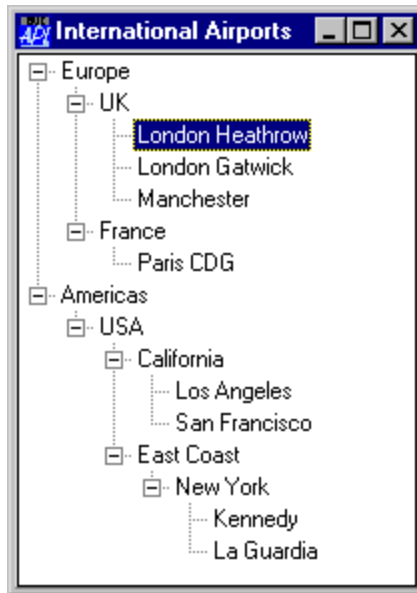 International Airports
Europe
UK
London Heathrow
London Gatwick
Manchester
France
Paris CDG
Americas
USA
California
Los Angeles
San Francisco
East Coast
New York
Kennedy
La Guardia